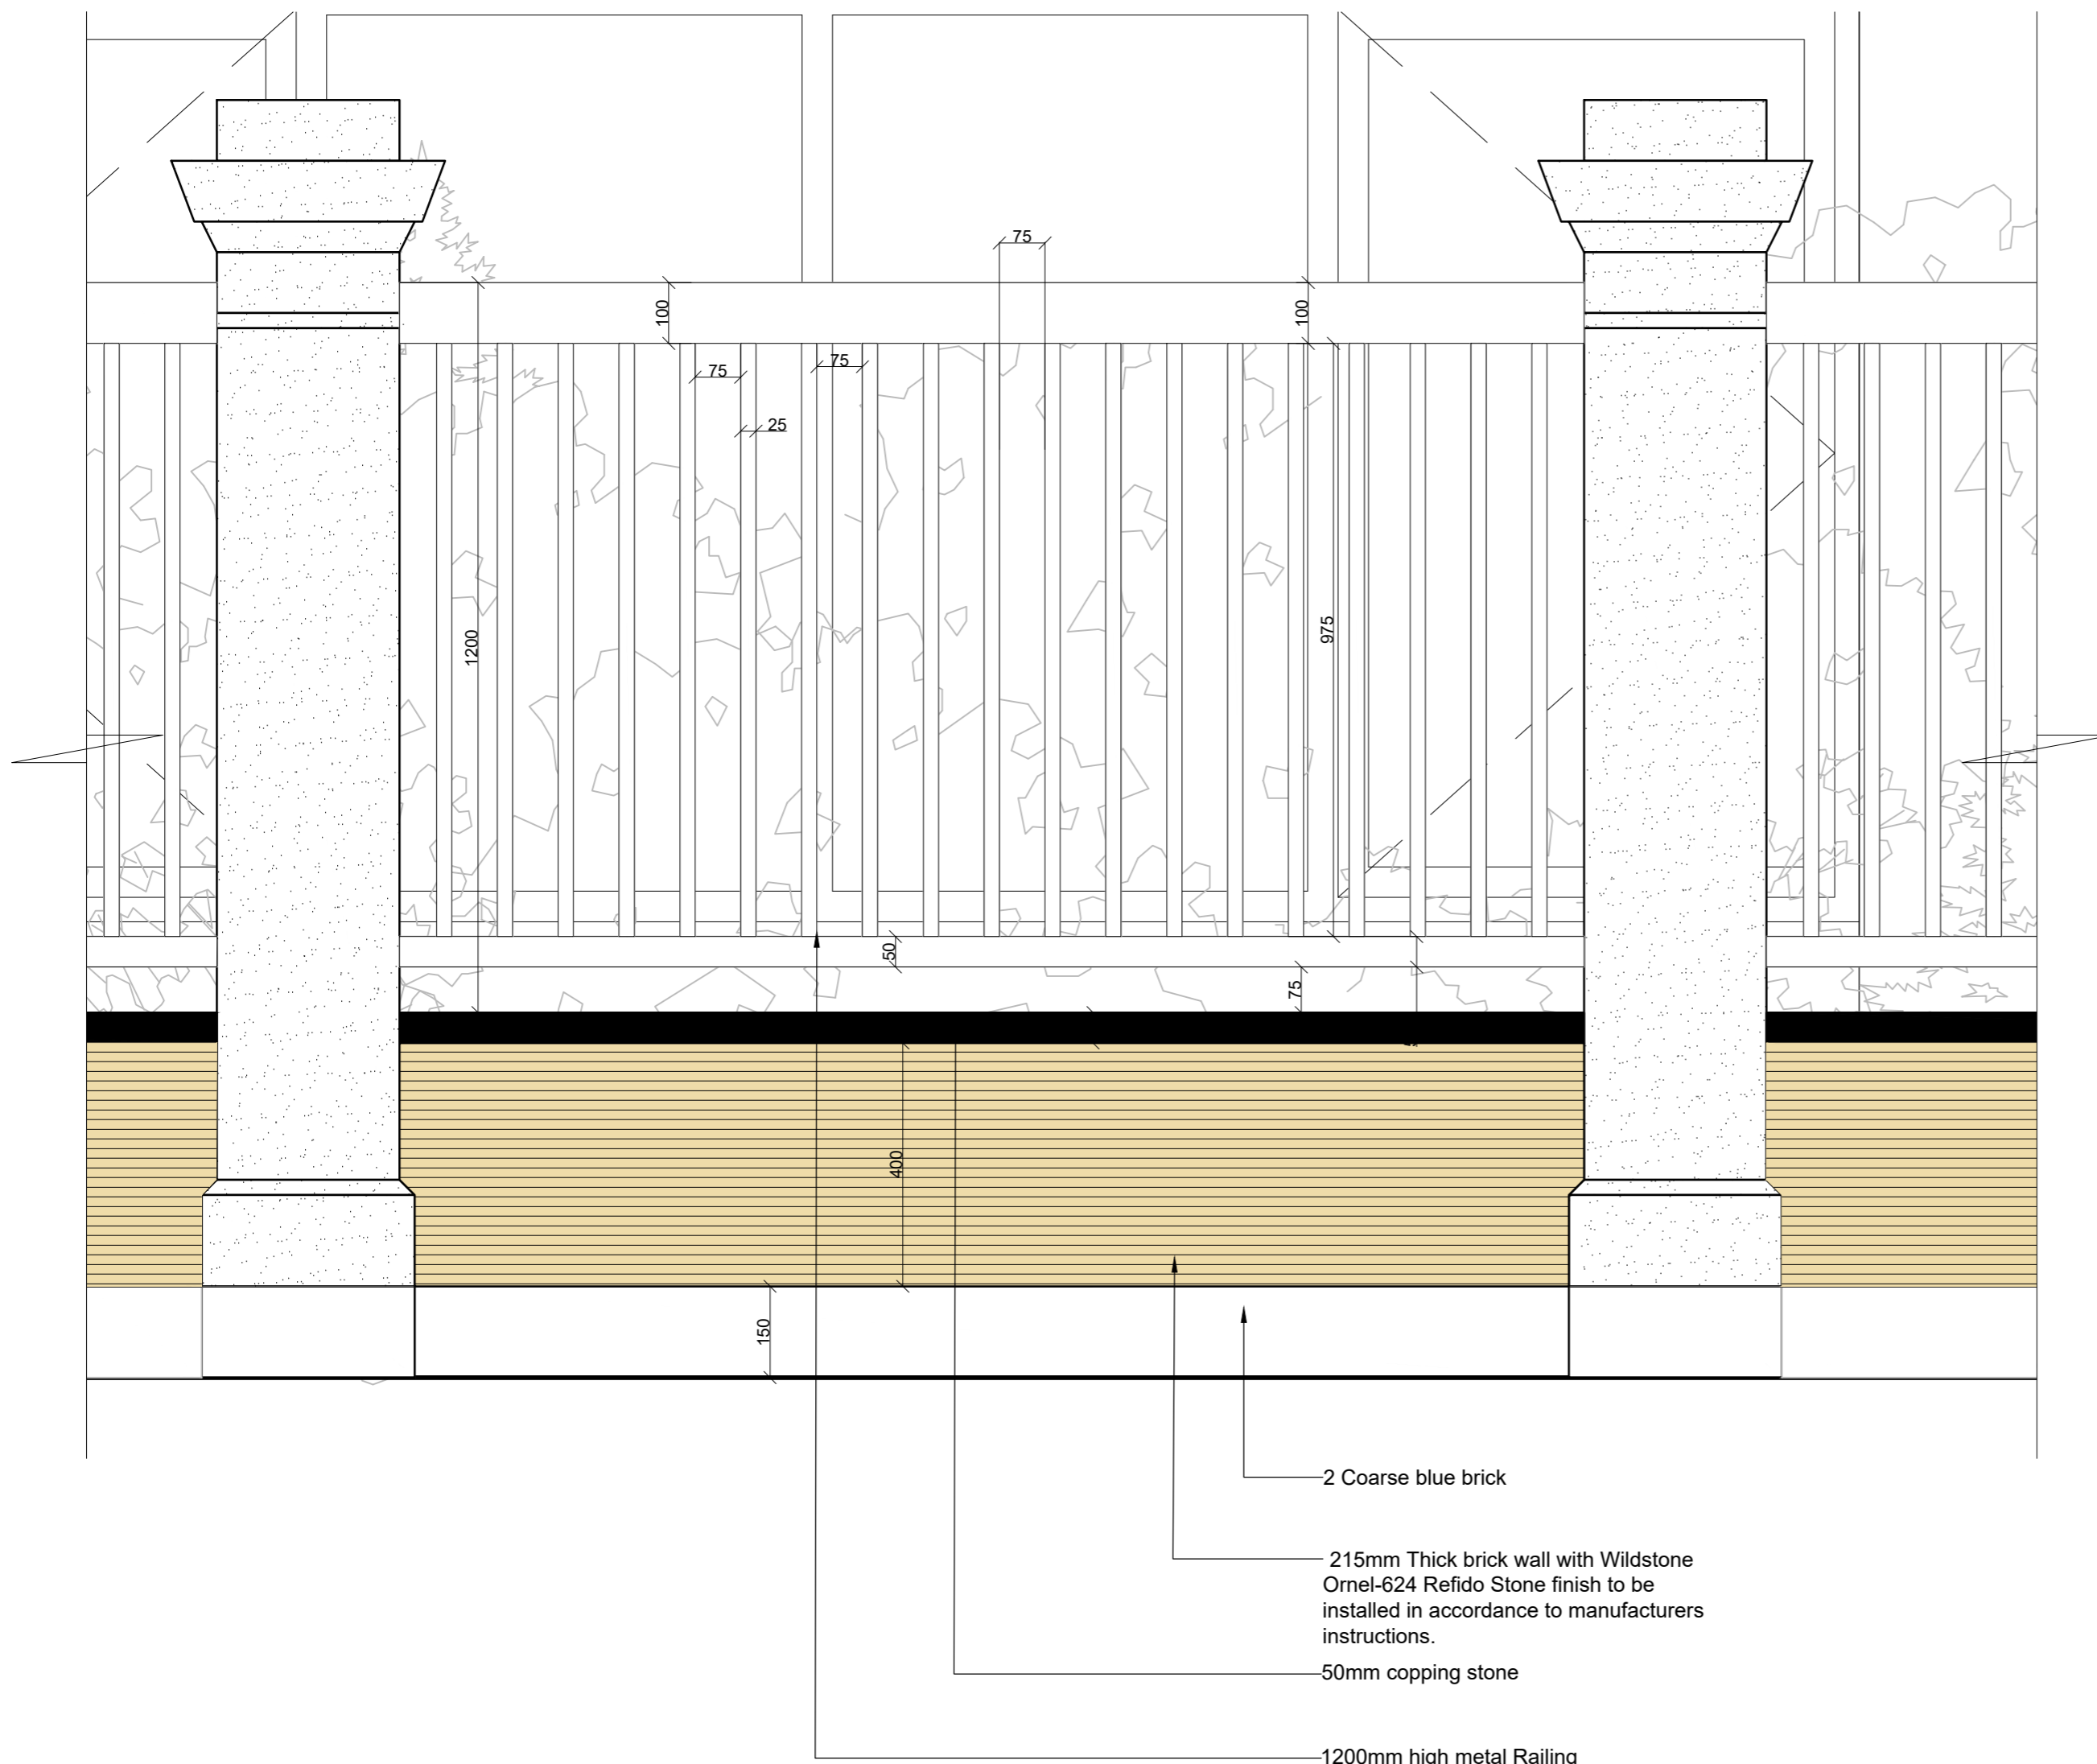 75
100
100
75
75
25
1200
975
50
75
400
150
2 Coarse blue brick
215mm Thick brick wall with Wildstone
Ornel-624 Refido Stone finish to be
installed in accordance to manufacturers
instructions.
50mm copping stone
1200mm high metal Railing